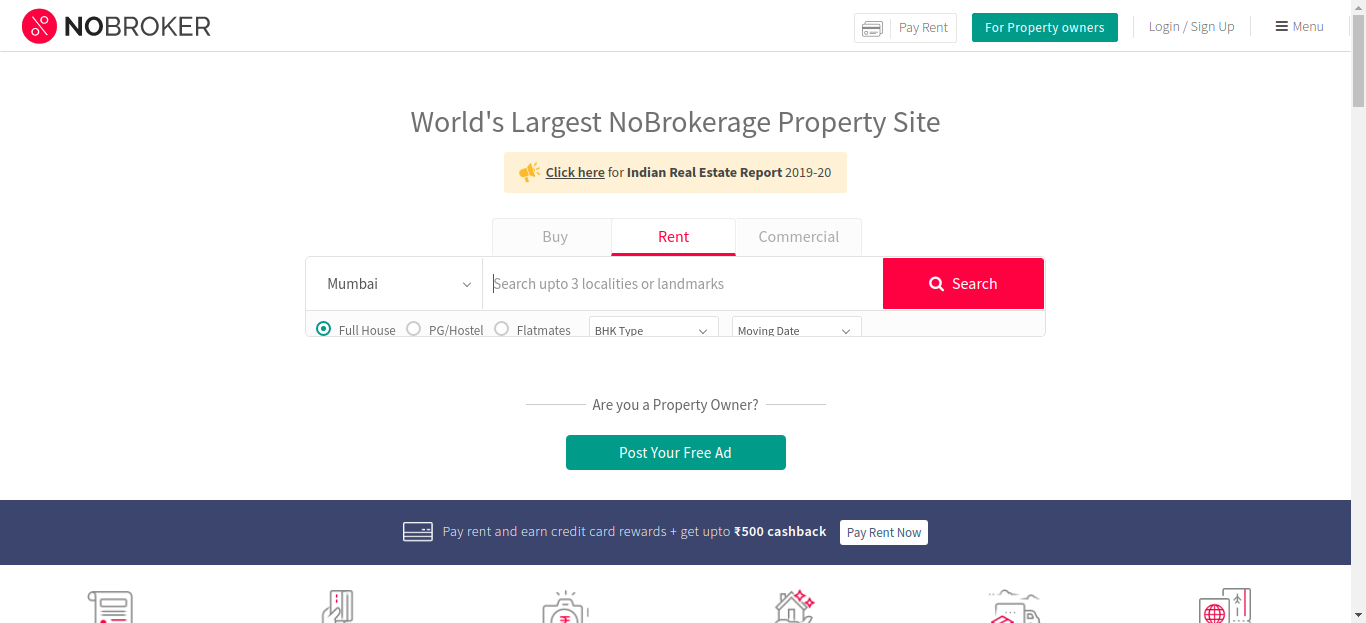 NOBROKER
Pay Rent
For Property owners
Login / Sign Up
Menu
World's Largest NoBrokerage Property Site
Click here for Indian Real Estate Report 2019-20
Buy
Rent
Commercial
Mumbai
Search upto 3 localities or landmarks
Search
Full House
PG/Hostel
Flatmates
BHK Type
Moving Date
Are you a Property Owner?
Post Your Free Ad
Pay rent and earn credit card rewards + get upto ₹500 cashback
Pay Rent Now
₹